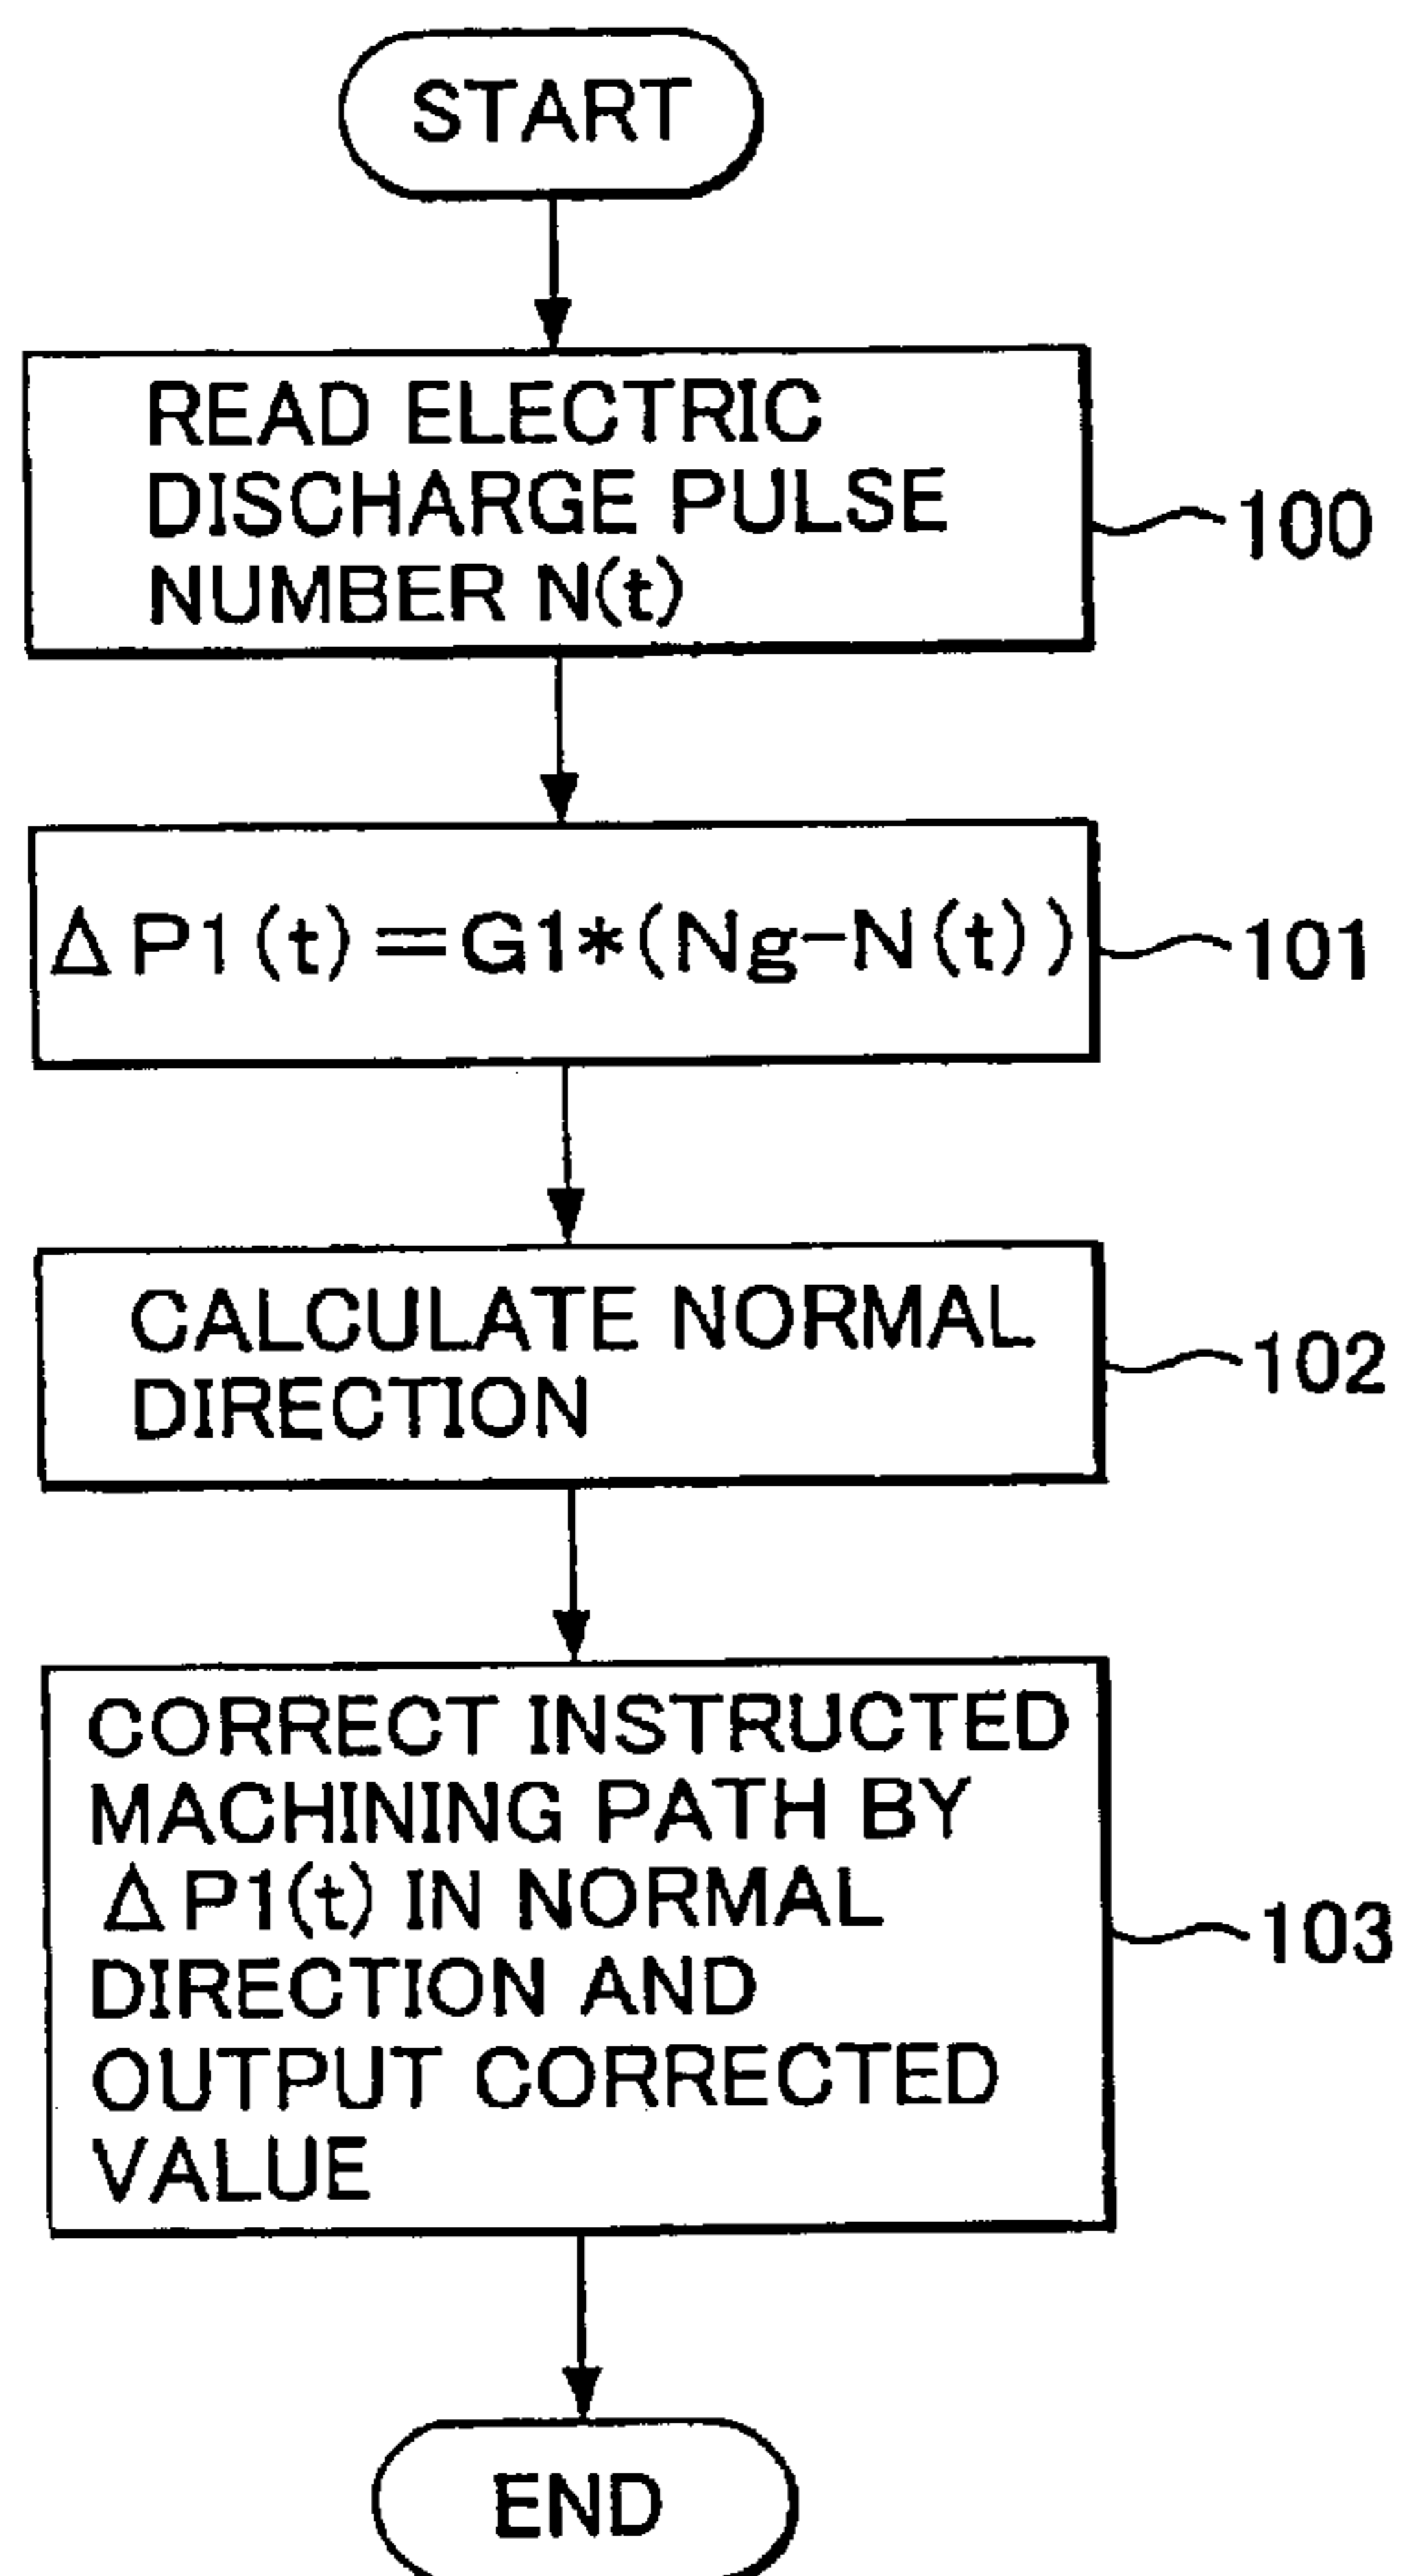 START
READ ELECTRIC
DISCHARGE PULSE
NUMBER N(t)
100
ΔP1(t)=G1*(Ng-N(t))
101
CALCULATE NORMAL
DIRECTION
102
CORRECT INSTRUCTED
MACHINING PATH BY
ΔP1(t) IN NORMAL
DIRECTION AND
OUTPUT CORRECTED
VALUE
103
END